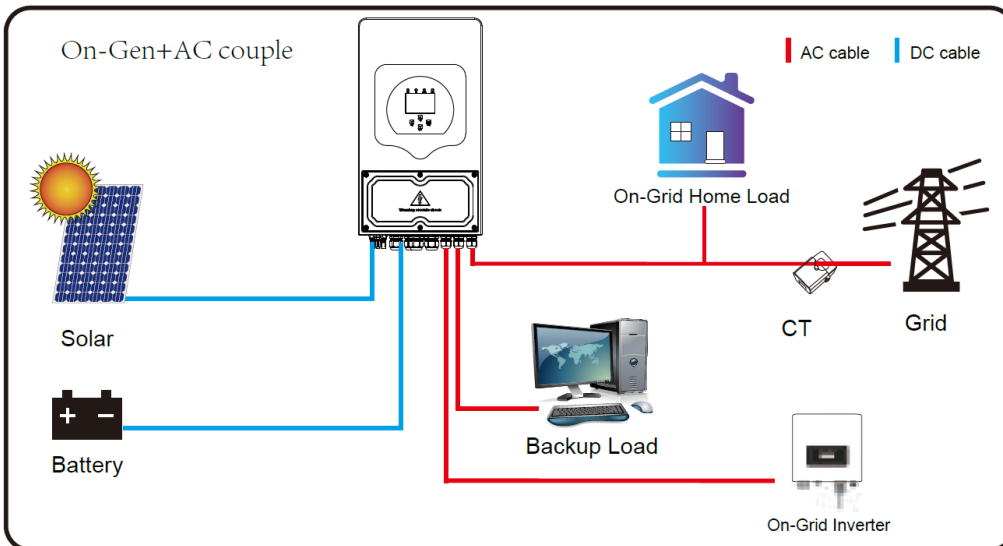 On-Gen+AC couple
AC cable
DC cable
On-Grid Home Load
Solar
CT
Grid
Backup Load
Battery
On-Grid Inverter